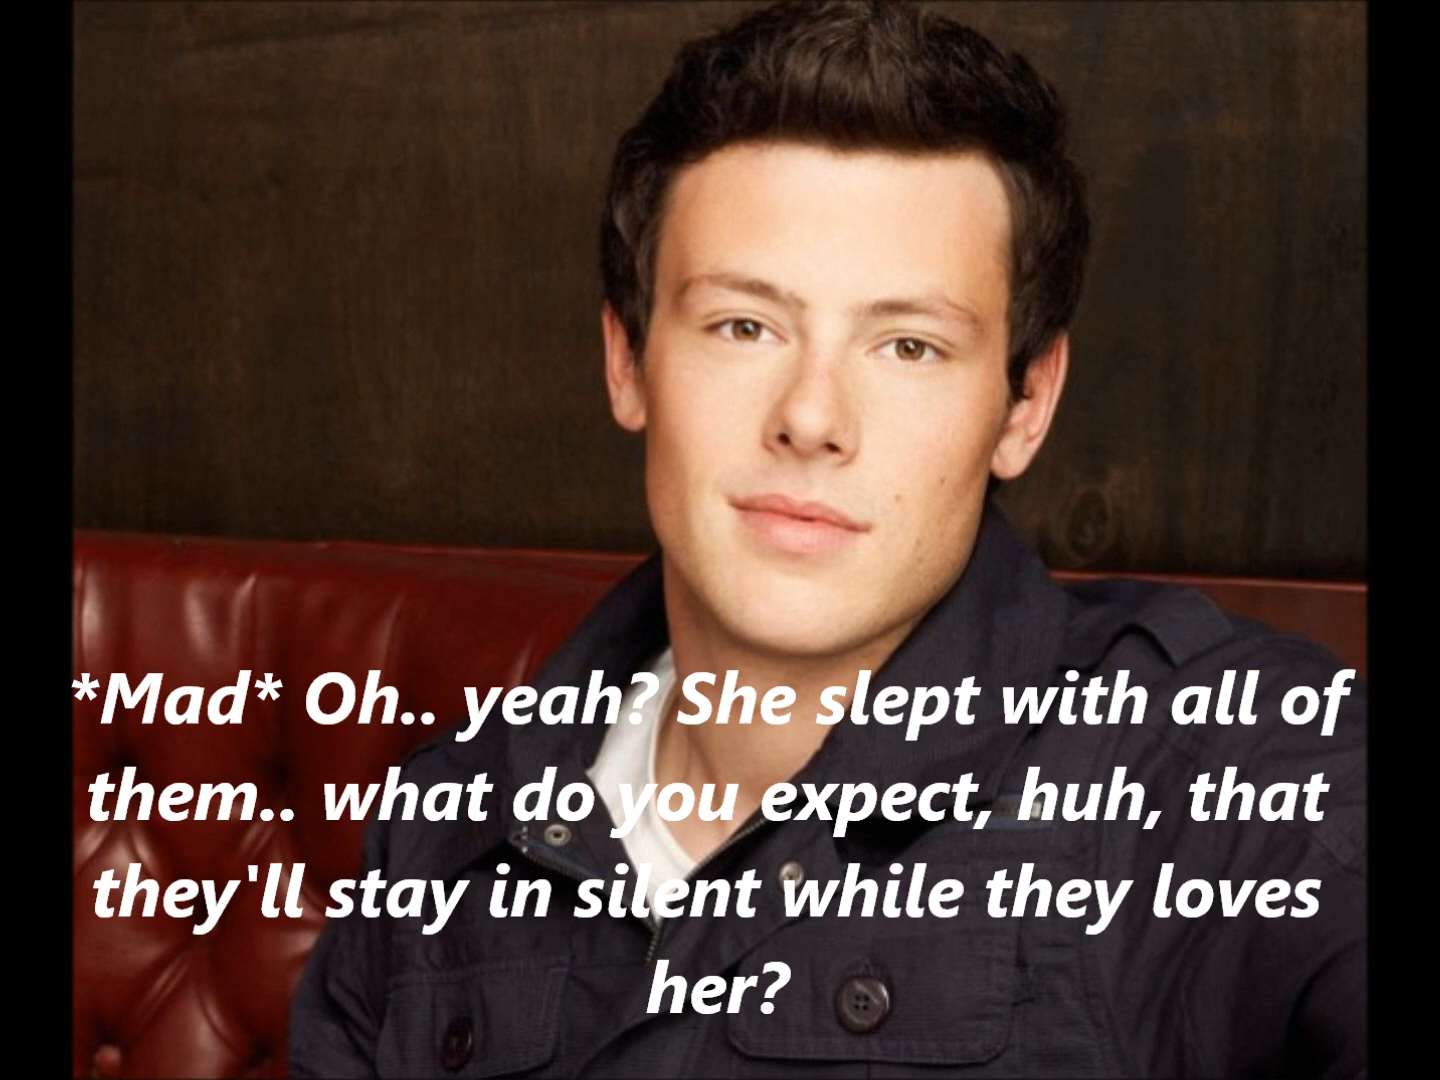 *Mad* Oh.. yeah? She slept with all of
them.. what do you expect, huh, that
they'll stay in silent while they loves
her?